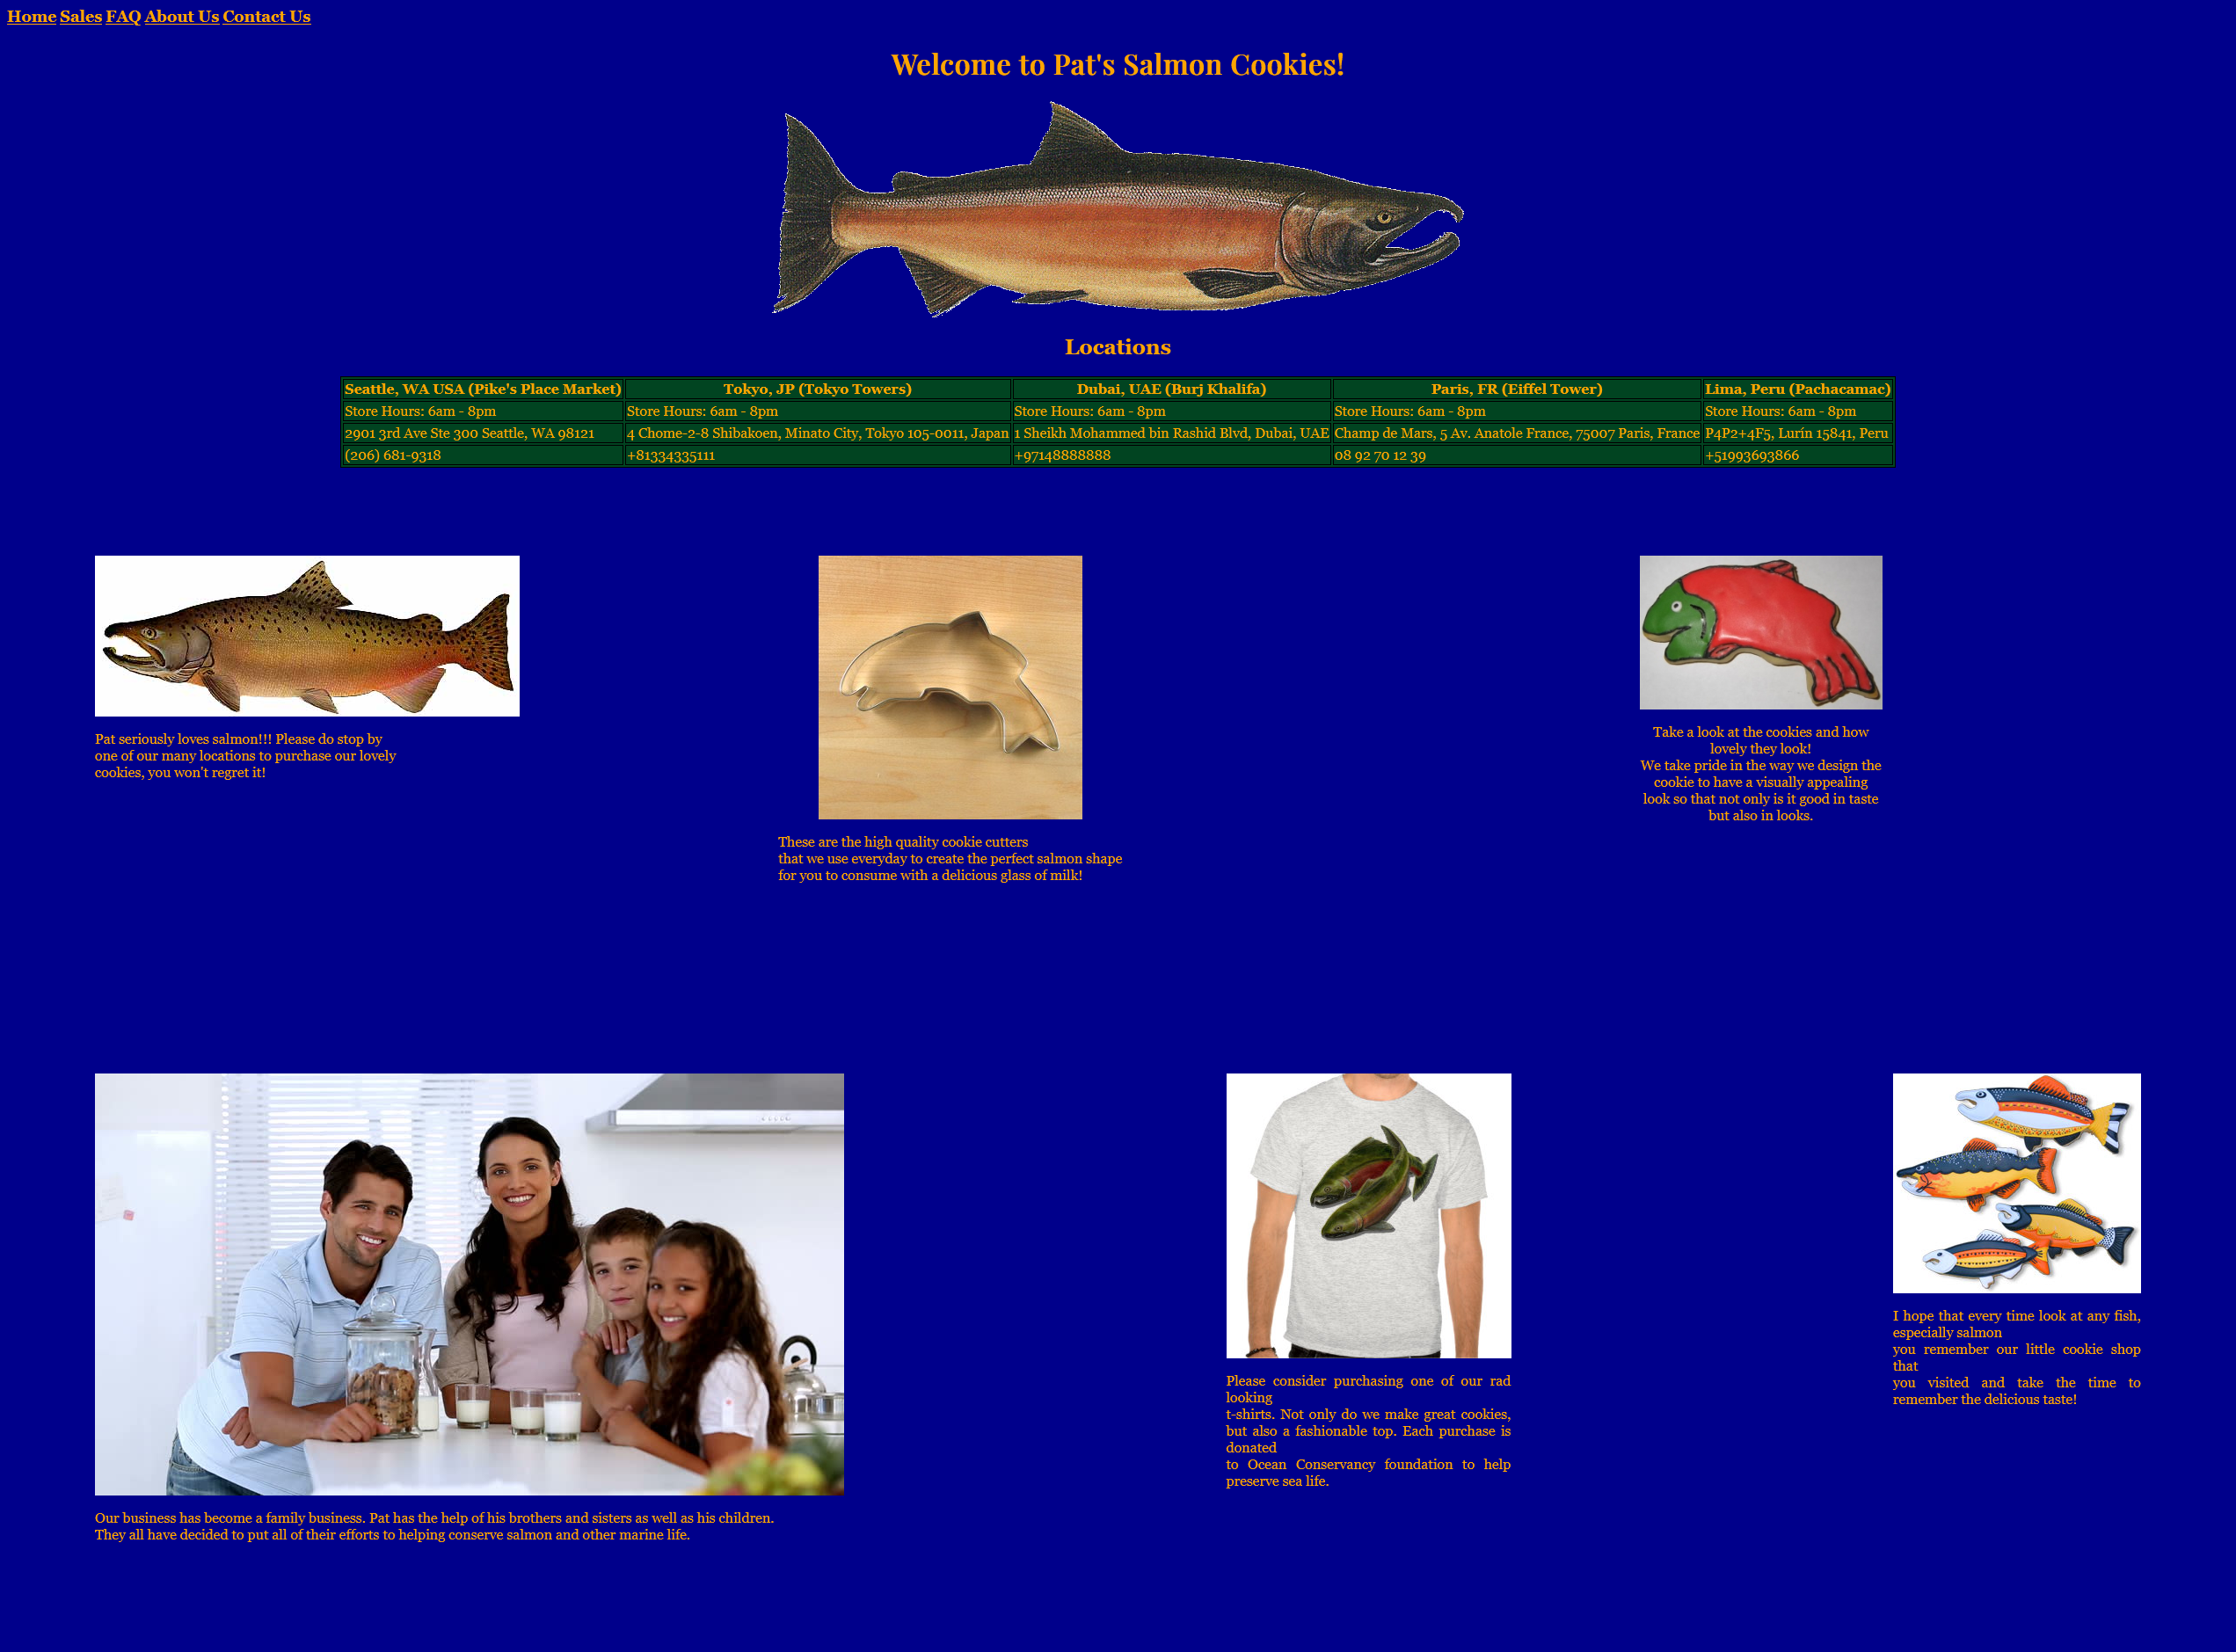 Home Sales FAQ About Us Contact Us
Welcome to Pat's Salmon Cookies!
Locations
Seattle, WA USA (Pike's Place Market) Tokyo, JP (Tokyo Towers) Dubai, UAE (Burj Khalifa) Paris, FR (Eiffel Tower) Lima, Peru (Pachacamac)
Store Hours: 6am - 8pm Store Hours: 6am - 8pm Store Hours: 6am - 8pm Store Hours: 6am - 8pm Store Hours: 6am - 8pm
2901 3rd Ave Ste 300 Seattle, WA 98121 4 Chome-2-8 Shibakoen, Minato City, Tokyo 105-0011, Japan 1 Sheikh Mohammed bin Rashid Blvd, Dubai, UAE Champ de Mars, 5 Av. Anatole France, 75007 Paris, France P4P2+4F5, Lurín 15841, Peru
(206) 681-9318 +81334335111 +97148888888 08 92 70 12 39 +51993693866
Pat seriously loves salmon!!! Please do stop by
one of our many locations to purchase our lovely
cookies, you won't regret it!
These are the high quality cookie cutters
that we use everyday to create the perfect salmon shape
for you to consume with a delicious glass of milk!
Take a look at the cookies and how
lovely they look!
We take pride in the way we design the
cookie to have a visually appealing
look so that not only is it good in taste
but also in looks.
Our business has become a family business. Pat has the help of his brothers and sisters as well as his children.
They all have decided to put all of their efforts to helping conserve salmon and other marine life.
Please consider purchasing one of our rad
looking
t-shirts. Not only do we make great cookies,
but also a fashionable top. Each purchase is
donated
to Ocean Conservancy foundation to help
preserve sea life.
I hope that every time look at any fish,
especially salmon
you remember our little cookie shop
that
you visited and take the time to
remember the delicious taste!